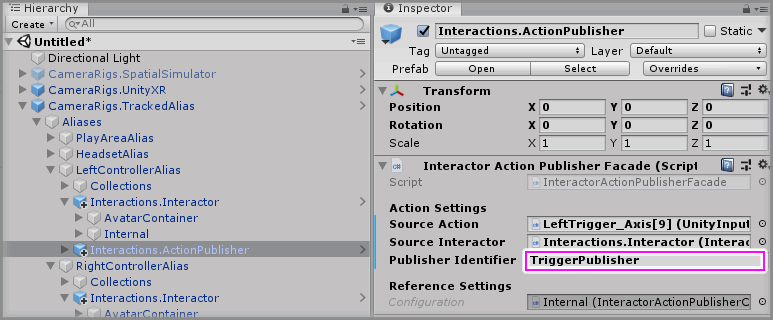 Hierarchy
Create
All
Untitled*
Directional Light
CameraRigs.SpatialSimulator
CameraRigs.UnityXR
CameraRigs.TrackedAlias
Aliases
PlayAreaAlias
HeadsetAlias
LeftControllerAlias
Collections
Interactions.Interactor
AvatarContainer
Internal
Interactions.ActionPublisher
RightControllerAlias
Collections
Interactions.Interactor
AvatarContainer
Inspector
Interactions.ActionPublisher Static
Tag Untagged Layer Default
Prefab Open Select Overrides
Transform
Position X 0 Y 0 Z 0
Rotation X 0 Y 0 Z 0
Scale X 1 Y 1 Z 1
Interactor Action Publisher Facade (Script
Script InteractorActionPublisherFacade
Action Settings
Source Action LeftTrigger_Axis[9] (UnityInput
Source Interactor Interactions.Interactor (Interac
Publisher Identifier TriggerPublisher
Reference Settings
Configuration Internal (InteractorActionPublisherC